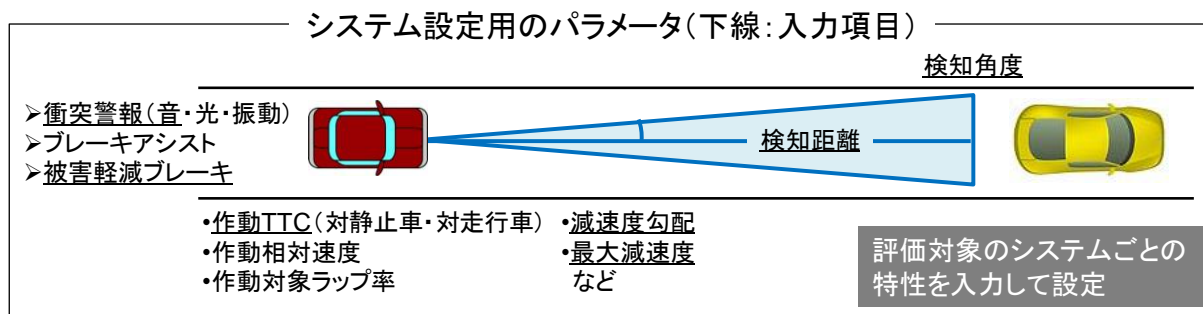 システム設定用のパラメータ(下線:入力項目)
検知角度
➢衝突警報(音・光・振動)
➢ブレーキアシスト
➢被害軽減ブレーキ
検知距離
•作動TTC(対静止車・対走行車)
•作動相対速度
•作動対象ラップ率
•減速度勾配
•最大減速度
など
評価対象のシステムごとの
特性を入力して設定